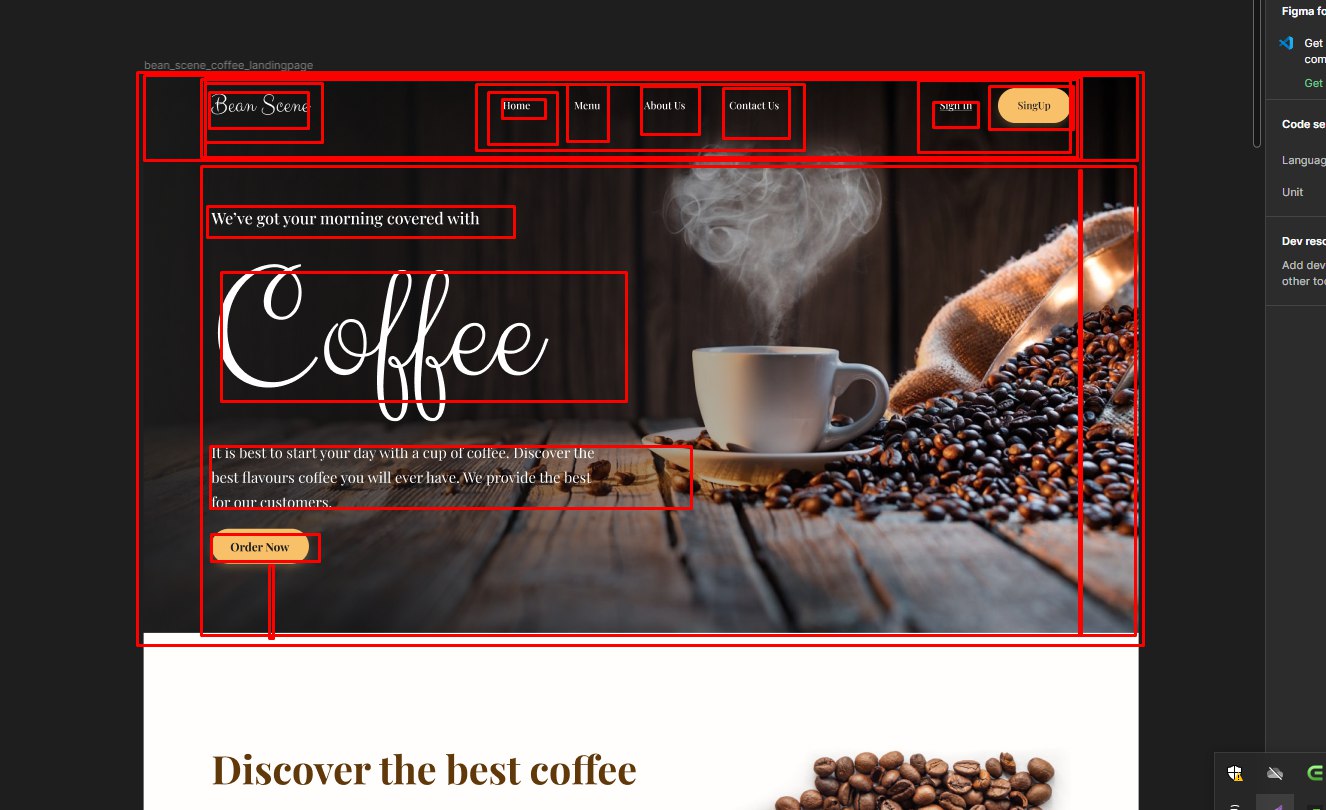 Figma fo
Get
com
Get
bean_scene_coffee_landingpage
Bean Scene
Home
Menu
About Us
Contact Us
Sign In
SingUp
Code se
Languag
Unit
We've got your morning covered with
Dev reso
Add dev
other too
Coffee
It is best to start your day with a cup of coffee. Discover the
best flavours coffee you will ever have. We provide the best
for our customers.
Order Now
Discover the best coffee